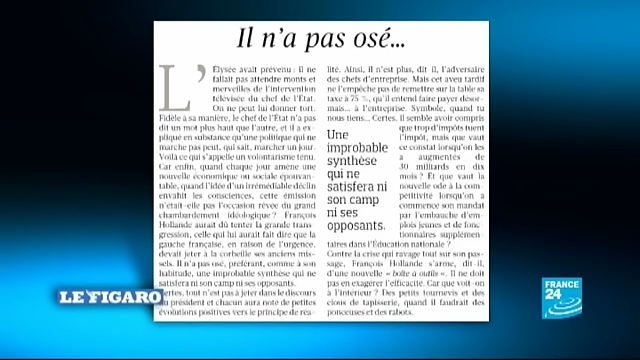 Il n'a pas osé...
L'Élysée avait prévenu : il ne
fallait pas attendre monts et
merveilles de l'intervention
télévisée du chef de l'État.
On ne peut lui donner tort.
Fidèle à sa manière, le chef de l'État n'a pas
dit un mot plus haut que l'autre, et il a ex-
pliqué en substance qu'une politique qui ne
marche pas peut, qui sait, marcher un jour.
Voilà ce qui s'appelle un volontarisme ténu.
Car enfin, quand chaque jour amène une
nouvelle économique ou sociale épouvan-
table, quand l'idée d'un irrémédiable déclin
envahit les consciences, cette émission
n'était-elle pas l'occasion rêvée du grand
chambardement idéologique ? François
Hollande aurait dû tenter la grande trans-
gression, celle qui lui aurait fait dire que la
gauche française, en raison de l'urgence,
devait jeter à la corbeille ses anciens mis-
sels. Il n'a pas osé, préférant, comme à son
habitude, une improbable synthèse qui ne
satisfera ni son camp ni ses opposants.
Certes, tout n'est pas à jeter dans le discours
du président et chacun aura noté de petites
évolutions positives vers le principe de réa-
lité. Ainsi, il n'est plus, dit-il, l'adversaire
des chefs d'entreprise. Mais cet aveu tardif
ne l'empêche pas de remettre sur la table sa
taxe à 75 %, qu'il entend faire payer désor-
mais... à l'entreprise. Symbole, quand tu
nous tiens... Certes, il semble avoir compris
que trop d'impôts tuent
l'impôt, mais que vaut
ce constat lorsqu'on les
a augmentés de
30 milliards en dix
mois ? Et que vaut la
nouvelle ode à la com-
pétitivité lorsqu'on a
commencé son mandat
par l'embauche d'em-
plois jeunes et de fonc-
tionnaires supplémen-
taires dans l'Éducation nationale ?
Contre la crise qui ravage tout sur son pas-
sage, François Hollande s'arme, dit-il,
d'une nouvelle « boîte à outils ». Il ne doit
pas en exagérer l'efficacité. Car que voit-on
à l'intérieur ? Des petits tournevis et des
clous de tapisserie, quand il faudrait des
ponceuses et des rabots.
Une
improbable
synthèse
qui ne
satisfera ni
son camp
ni ses
opposants.
LE FIGARO
FRANCE
24